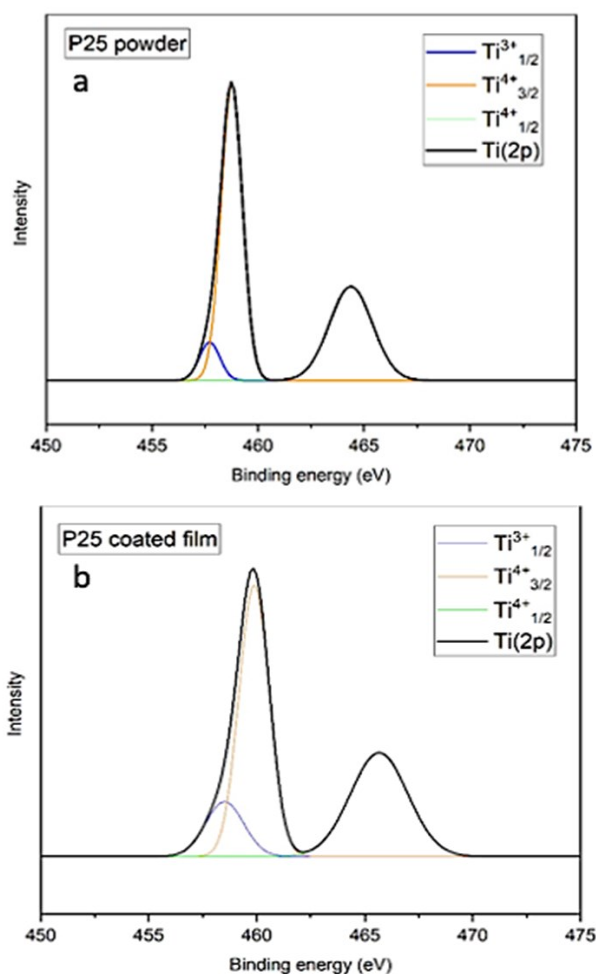 P25 powder
a
Ti³⁺₁/₂
Ti⁴⁺₃/₂
Ti⁴⁺₁/₂
Ti(2p)
Intensity
450 455 460 465 470 475
Binding energy (eV)
P25 coated film
b
Ti³⁺₁/₂
Ti⁴⁺₃/₂
Ti⁴⁺₁/₂
Ti(2p)
Intensity
450 455 460 465 470 475
Binding energy (eV)